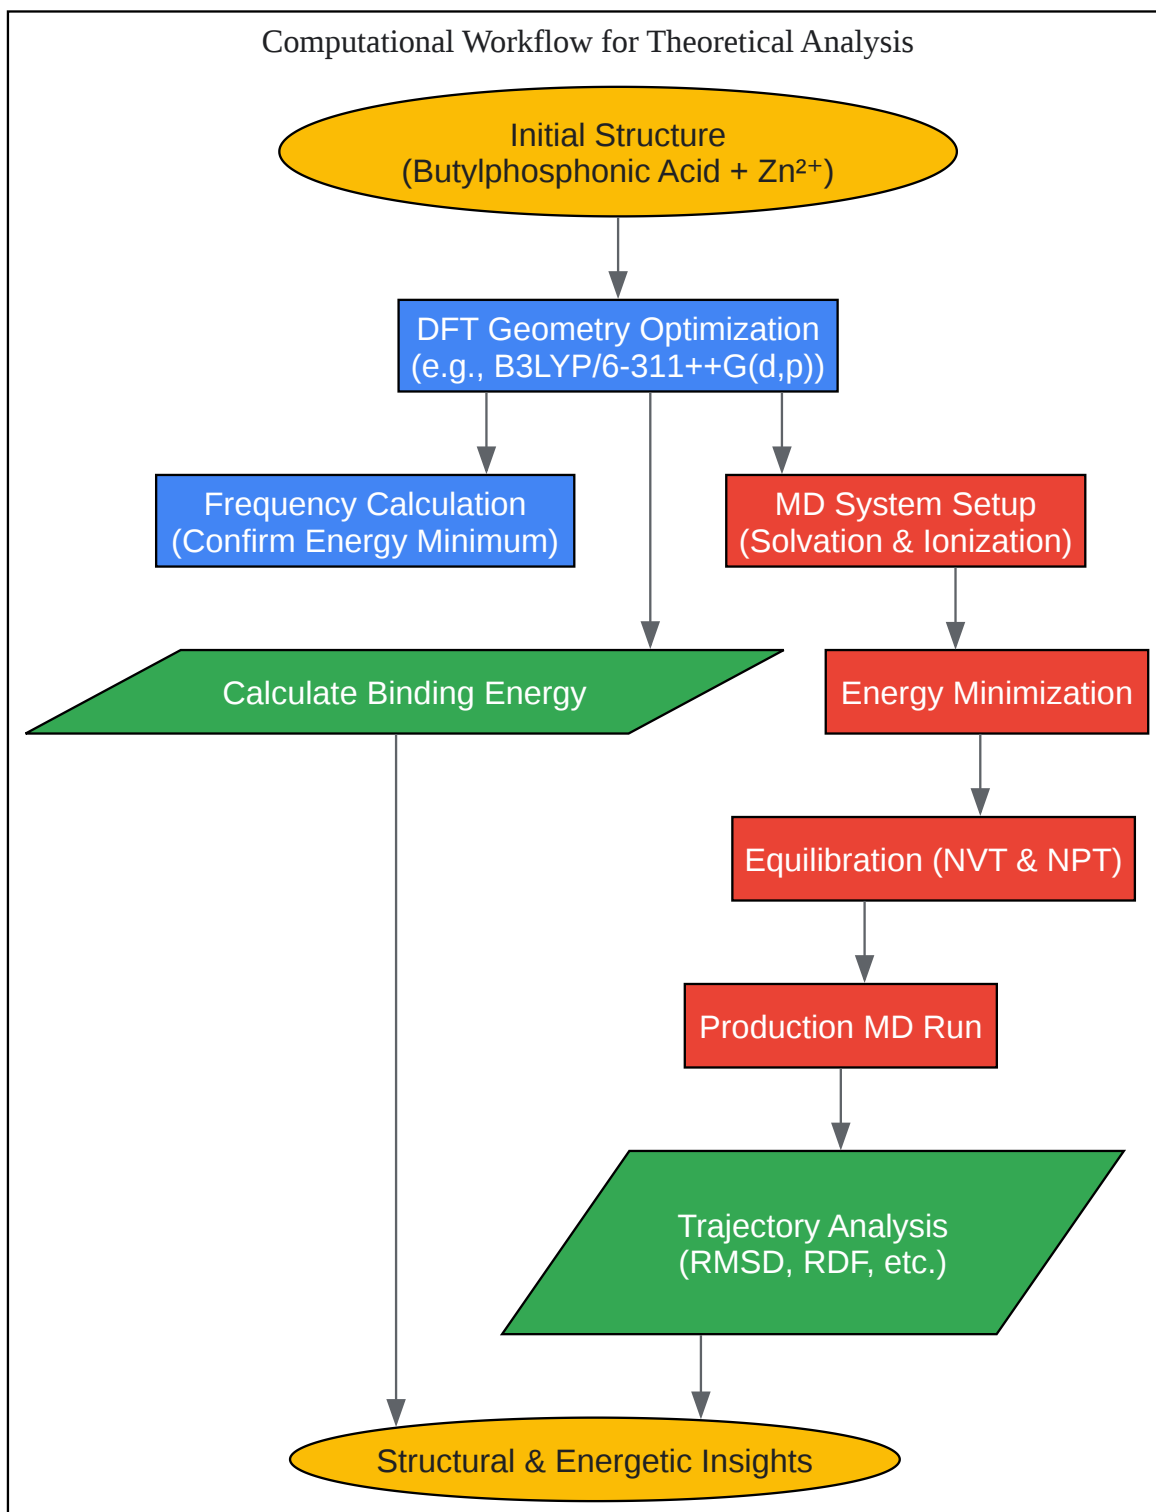 Computational Workflow for Theoretical Analysis
Initial Structure
(Butylphosphonic Acid + Zn²⁺)
DFT Geometry Optimization
(e.g., B3LYP/6-311++G(d,p))
Frequency Calculation
(Confirm Energy Minimum)
MD System Setup
(Solvation & Ionization)
Calculate Binding Energy
Energy Minimization
Equilibration (NVT & NPT)
Production MD Run
Trajectory Analysis
(RMSD, RDF, etc.)
Structural & Energetic Insights